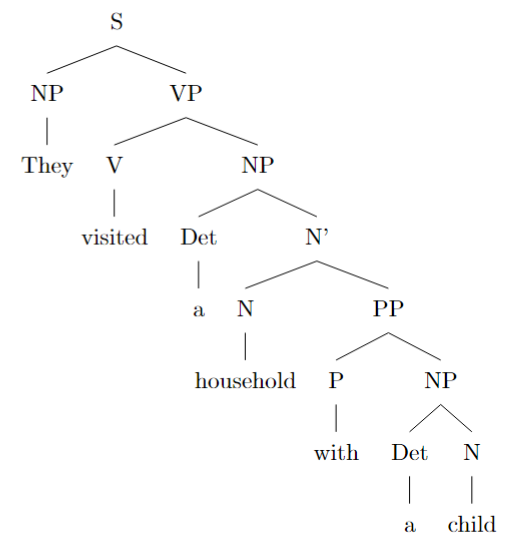 S
NP VP
They V NP
visited Det N’
a N PP
household P NP
with Det N
a child